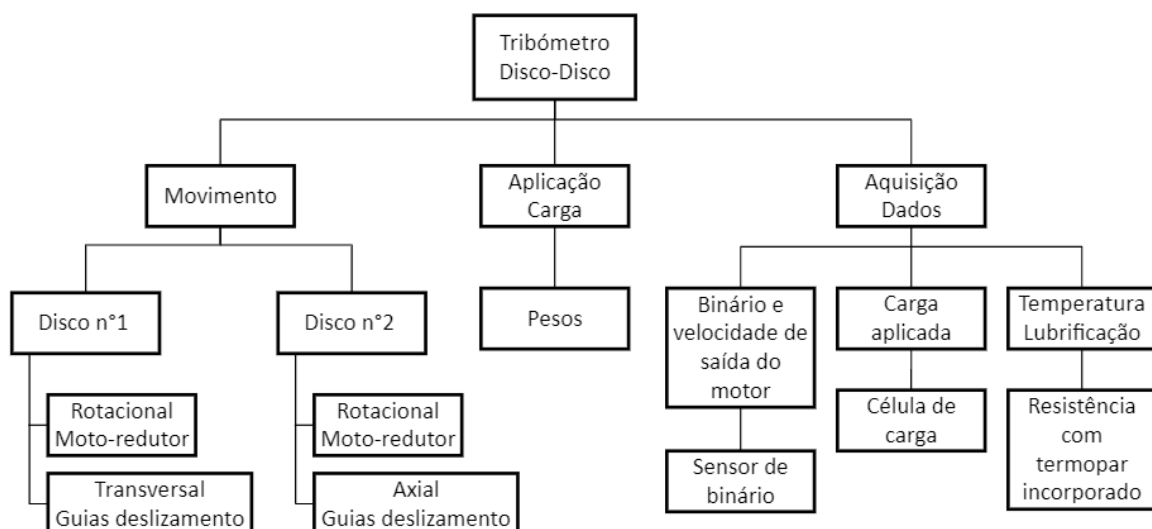 Tribómetro
Disco-Disco
Movimento
Aplicação
Carga
Aquisição
Dados
Disco n°1
Disco n°2
Pesos
Binário e
velocidade de
saída do
motor
Carga
aplicada
Temperatura
Lubrificação
Rotacional
Moto-redutor
Rotacional
Moto-redutor
Célula de
carga
Resistência
com
termopar
incorporado
Transversal
Guias deslizamento
Axial
Guias deslizamento
Sensor de
binário